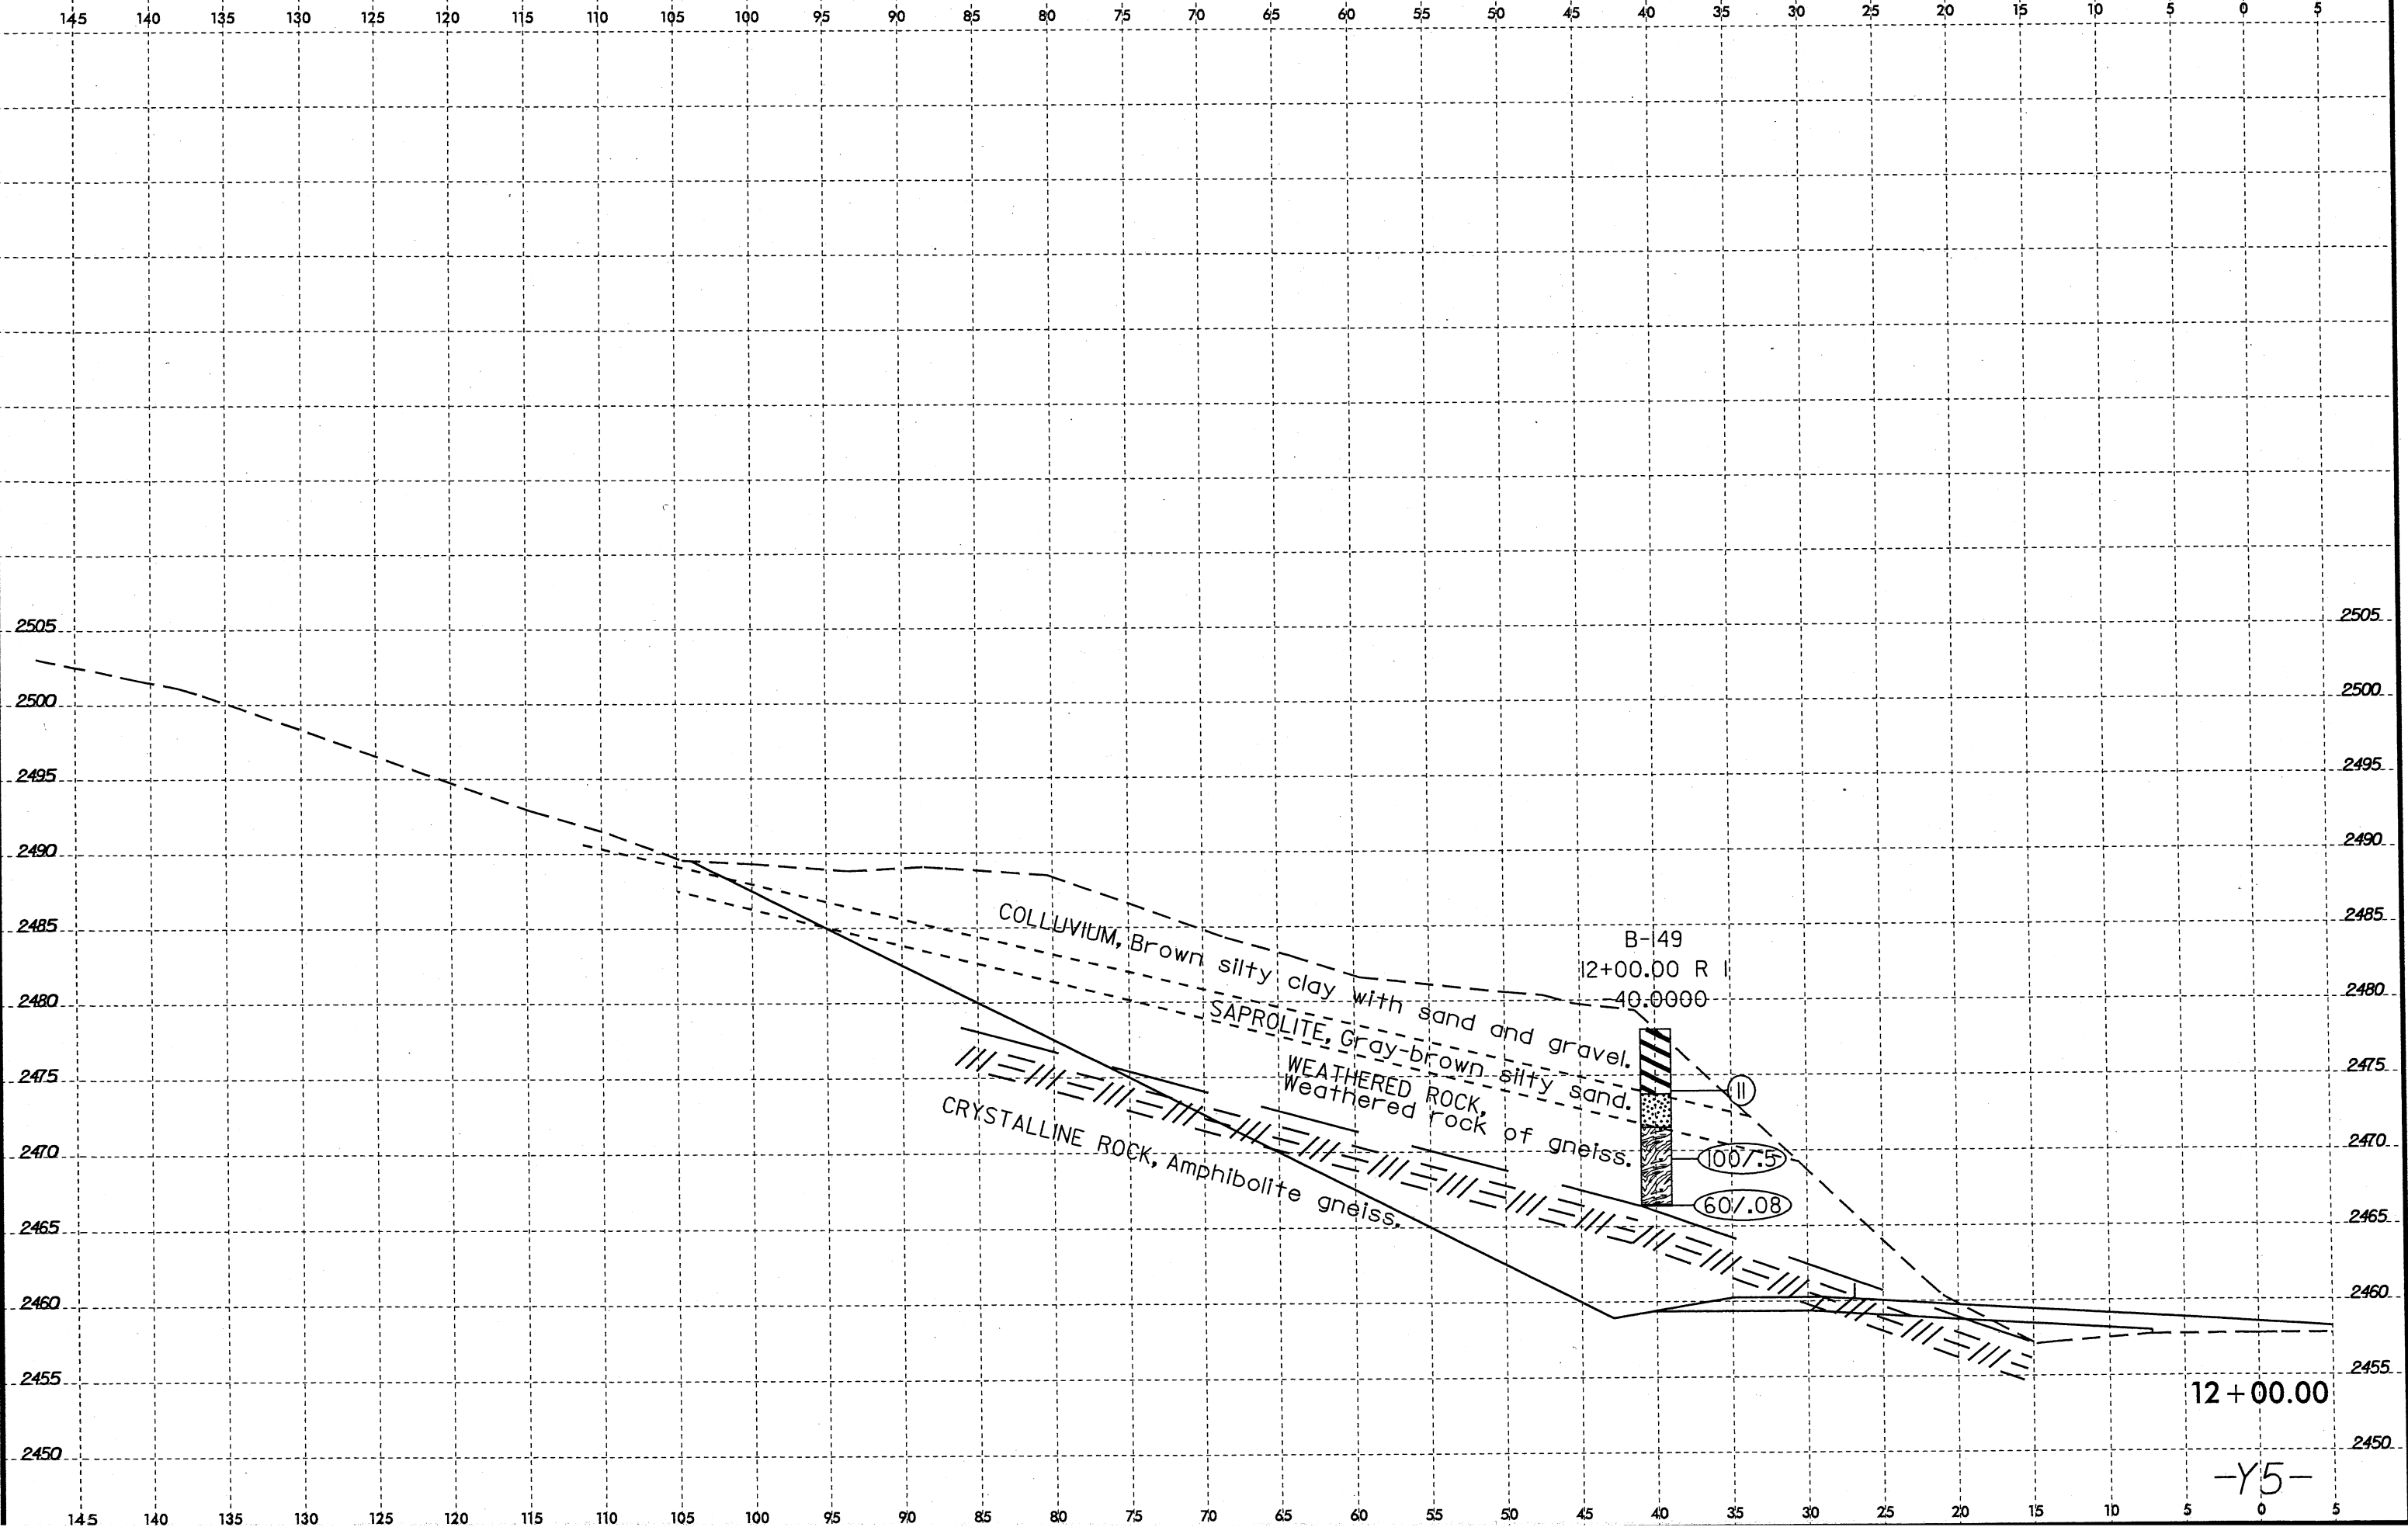 145 140 135 130 125 120 115 110 105 100 95 90 85 80 75 70 65 60 55 50 45 40 35 30 25 20 15 10 5 0 5
2505 2505
2500 2500
2495 2495
2490 2490
2485 2485
COLLUVIUM, Brown silty clay with sand and gravel.
B-149
12+00.00 R 1
40.0000
2480 2480
SAPROLITE, Gray-brown silty sand.
2475 2475
WEATHERED ROCK,
Weathered rock of gneiss.
11
CRYSTALLINE ROCK, Amphibolite gneiss.
2470 2470
100/.5
60/.08
2465 2465
2460 2460
2455 2455
12+00.00
2450 2450
-Y5-
145 140 135 130 125 120 115 110 105 100 95 90 85 80 75 70 65 60 55 50 45 40 35 30 25 20 15 10 5 0 5